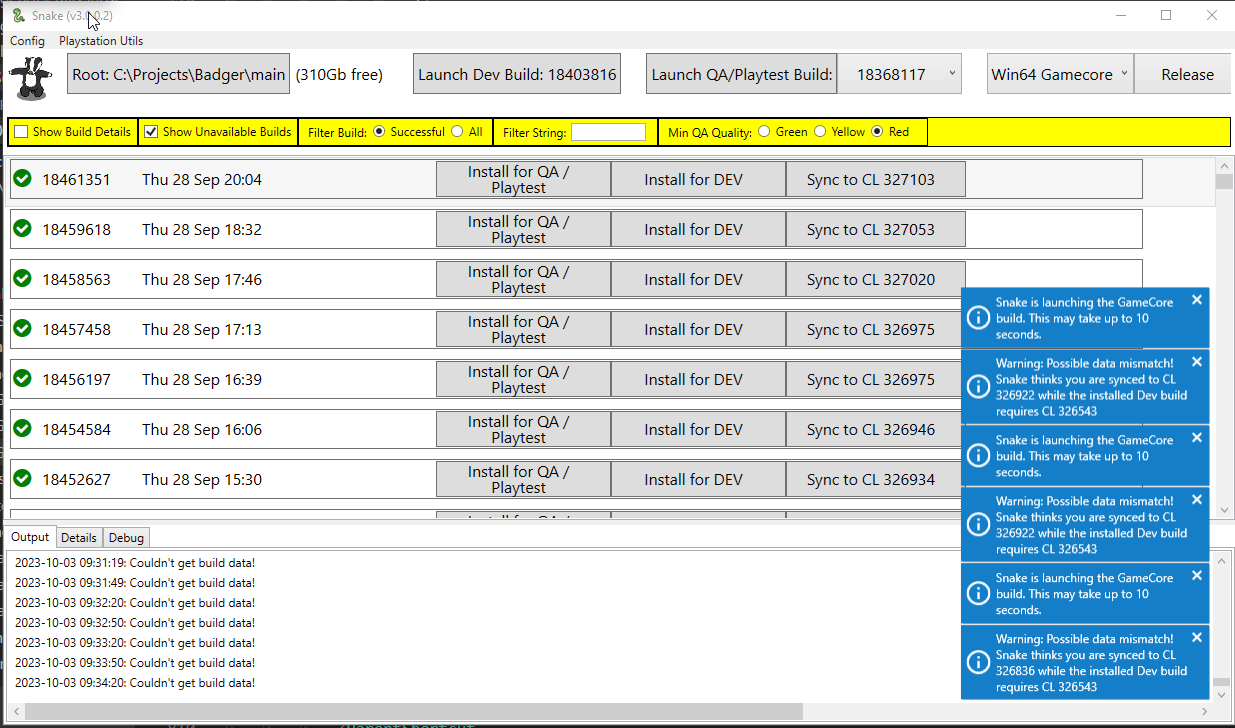 Snake (v3.0.0.2)
Config Playstation Utils
Root: C:\Projects\Badger\main (310Gb free) Launch Dev Build: 18403816 Launch QA/Playtest Build: 18368117 Win64 Gamecore Release
Show Build Details Show Unavailable Builds Filter Build: Successful All Filter String: Min QA Quality: Green Yellow Red
18461351 Thu 28 Sep 20:04 Install for QA / Playtest Install for DEV Sync to CL 327103
18459618 Thu 28 Sep 18:32 Install for QA / Playtest Install for DEV Sync to CL 327053
18458563 Thu 28 Sep 17:46 Install for QA / Playtest Install for DEV Sync to CL 327020
18457458 Thu 28 Sep 17:13 Install for QA / Playtest Install for DEV Sync to CL 326975
18456197 Thu 28 Sep 16:39 Install for QA / Playtest Install for DEV Sync to CL 326975
18454584 Thu 28 Sep 16:06 Install for QA / Playtest Install for DEV Sync to CL 326946
18452627 Thu 28 Sep 15:30 Install for QA / Playtest Install for DEV Sync to CL 326934
Snake is launching the GameCore
build. This may take up to 10
seconds.
Warning: Possible data mismatch!
Snake thinks you are synced to CL
326922 while the installed Dev build
requires CL 326543
Snake is launching the GameCore
build. This may take up to 10
seconds.
Warning: Possible data mismatch!
Snake thinks you are synced to CL
326922 while the installed Dev build
requires CL 326543
Snake is launching the GameCore
build. This may take up to 10
seconds.
Warning: Possible data mismatch!
Snake thinks you are synced to CL
326836 while the installed Dev build
requires CL 326543
Output Details Debug
2023-10-03 09:31:19: Couldn't get build data!
2023-10-03 09:31:49: Couldn't get build data!
2023-10-03 09:32:20: Couldn't get build data!
2023-10-03 09:32:50: Couldn't get build data!
2023-10-03 09:33:20: Couldn't get build data!
2023-10-03 09:33:50: Couldn't get build data!
2023-10-03 09:34:20: Couldn't get build data!